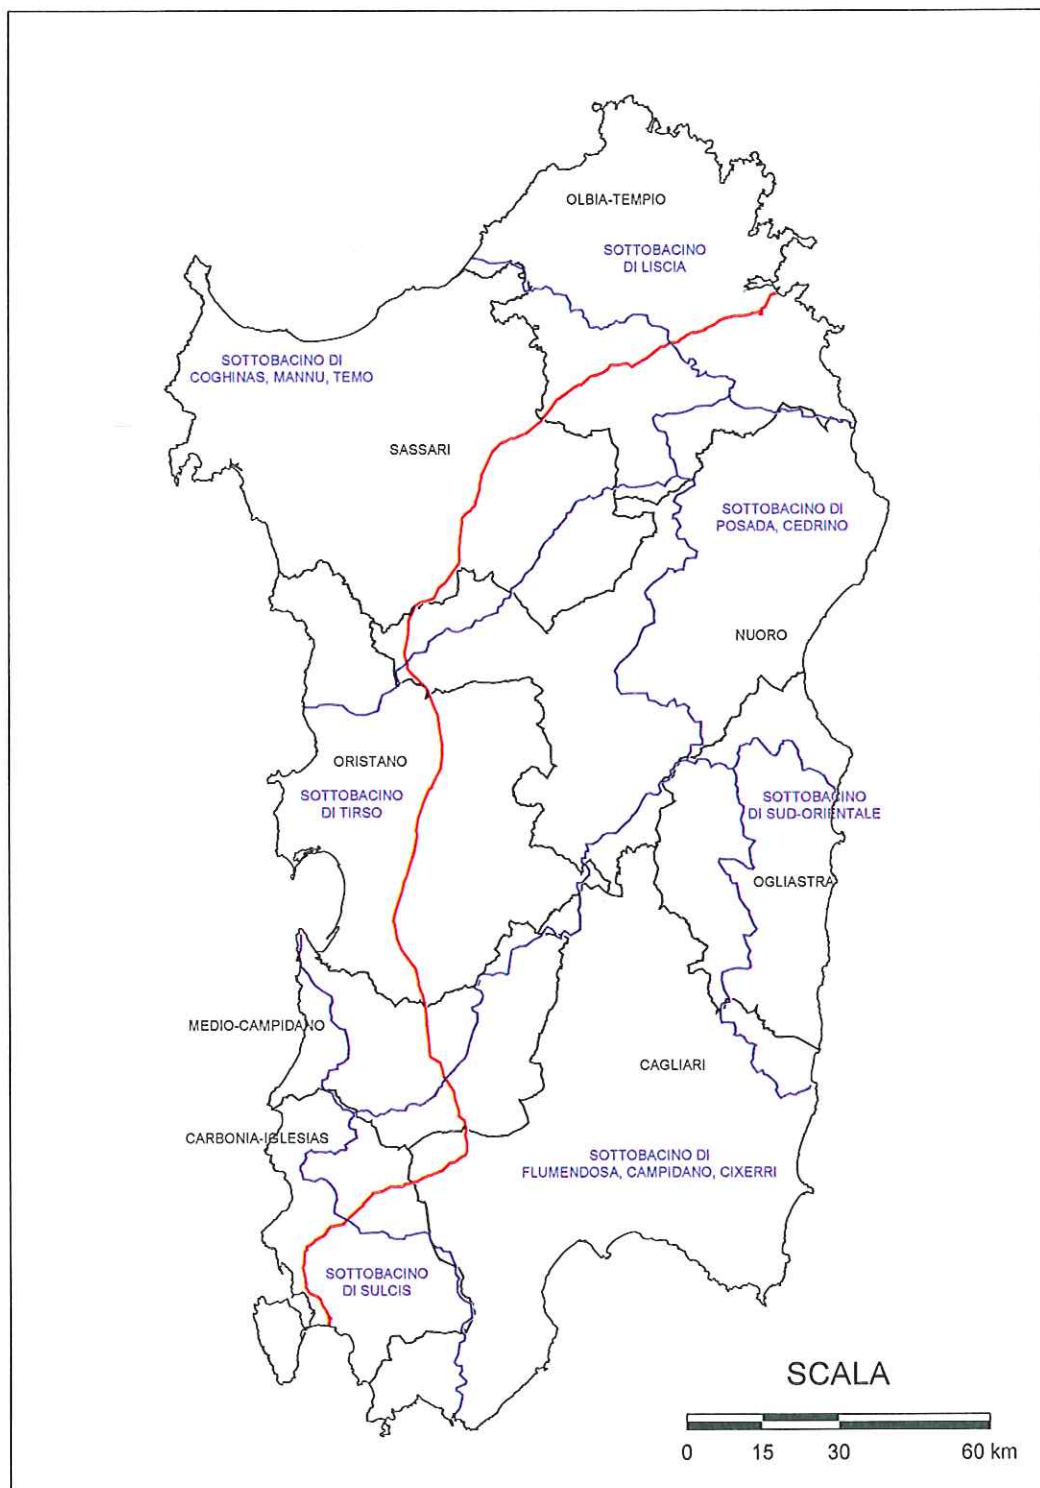 OLBIA-TEMPIO
SOTTOBACINO
DI LISCIA
SOTTOBACINO DI
COGHINAS, MANNU, TEMO
SASSARI
SOTTOBACINO DI
POSADA, CEDRINO
NUORO
ORISTANO
SOTTOBACINO
DI TIRSO
SOTTOBACINO
DI SUD-ORIENTALE
OGLIASTRA
MEDIO-CAMPIDANO
CAGLIARI
CARBONIA-IGLESIAS
SOTTOBACINO DI
FLUMENDOSA, CAMPIDANO, CIXERRI
SOTTOBACINO
DI SULCIS
SCALA
0 15 30 60 km